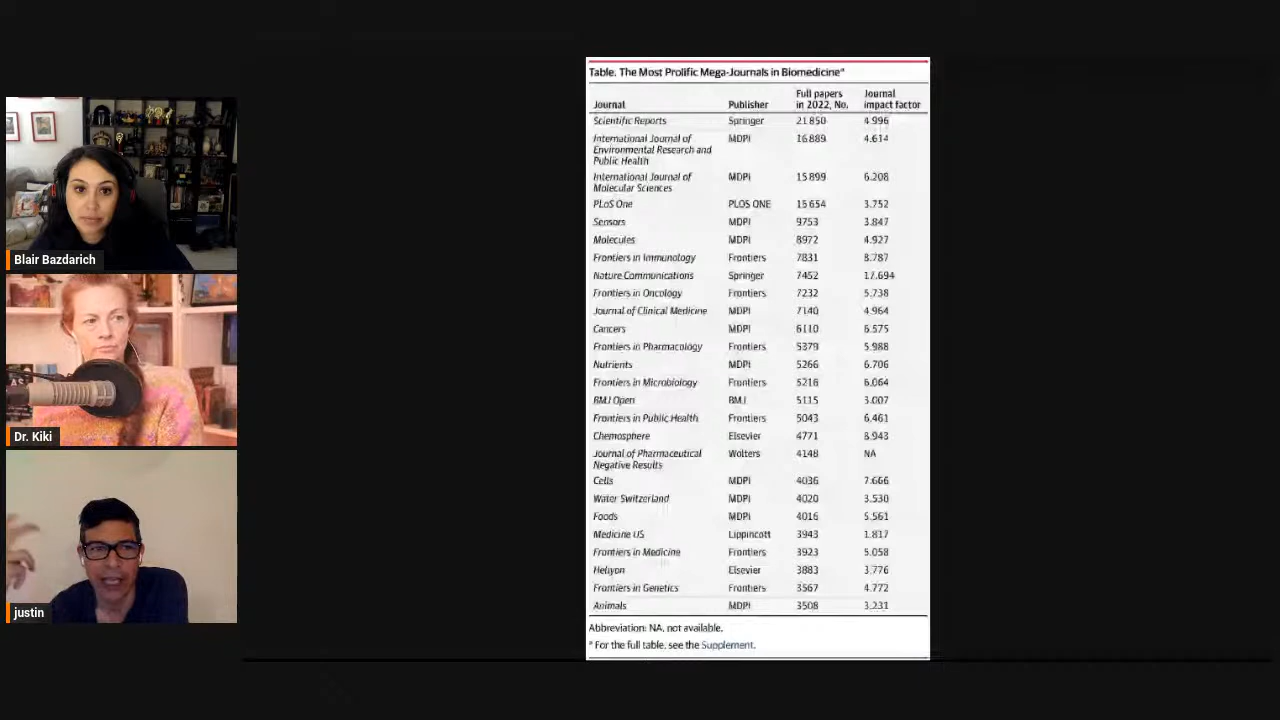 Table. The Most Prolific Mega-Journals in Biomedicineª
Journal Publisher Full papers in 2022, No. Journal impact factor
Scientific Reports Springer 21 850 4.996
International Journal of Environmental Research and Public Health MDPI 16 889 4.614
International Journal of Molecular Sciences MDPI 15 899 6.208
PLoS One PLOS ONE 15 654 3.752
Sensors MDPI 9753 3.847
Molecules MDPI 8972 4.927
Frontiers in Immunology Frontiers 7831 8.787
Nature Communications Springer 7452 17.694
Frontiers in Oncology Frontiers 7232 5.738
Journal of Clinical Medicine MDPI 7140 4.964
Cancers MDPI 6110 6.575
Frontiers in Pharmacology Frontiers 5379 5.988
Nutrients MDPI 5266 6.706
Frontiers in Microbiology Frontiers 5216 6.064
BMJ Open BMJ 5115 3.007
Frontiers in Public Health Frontiers 5043 6.461
Chemosphere Elsevier 4771 8.943
Journal of Pharmaceutical Negative Results Wolters 4148 NA
Cells MDPI 4036 7.666
Water Switzerland MDPI 4020 3.530
Foods MDPI 4016 5.561
Medicine US Lippincott 3943 1.817
Frontiers in Medicine Frontiers 3923 5.058
Heliyon Elsevier 3883 3.776
Frontiers in Genetics Frontiers 3567 4.772
Animals MDPI 3508 3.231
Abbreviation: NA, not available.
ª For the full table, see the Supplement.
Blair Bazdarich
Dr. Kiki
justin